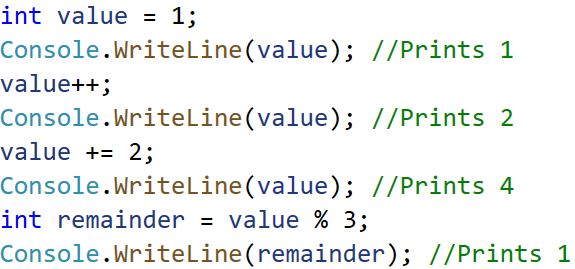 int value = 1;
Console.WriteLine(value); //Prints 1
value++;
Console.WriteLine(value); //Prints 2
value += 2;
Console.WriteLine(value); //Prints 4
int remainder = value % 3;
Console.WriteLine(remainder); //Prints 1